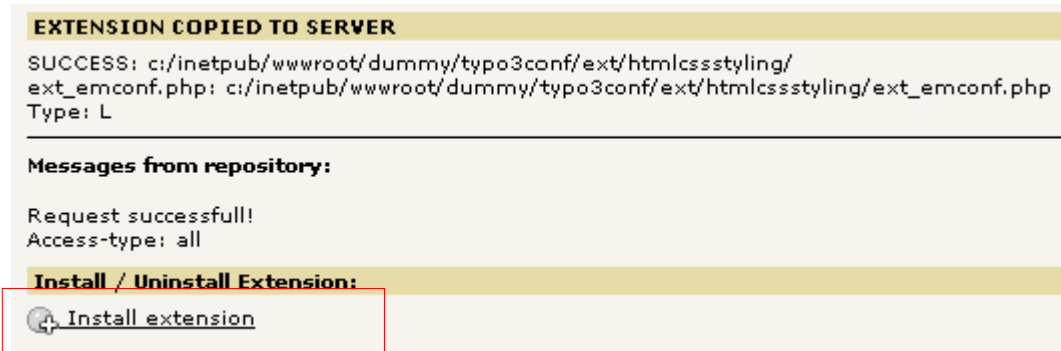 EXTENSION COPIED TO SERVER
SUCCESS: c:/inetpub/wwwroot/dummy/typo3conf/ext/htmlcssstyling/
ext_emconf.php: c:/inetpub/wwwroot/dummy/typo3conf/ext/htmlcssstyling/ext_emconf.php
Type: L
Messages from repository:
Request successfull!
Access-type: all
Install / Uninstall Extension:
Install extension